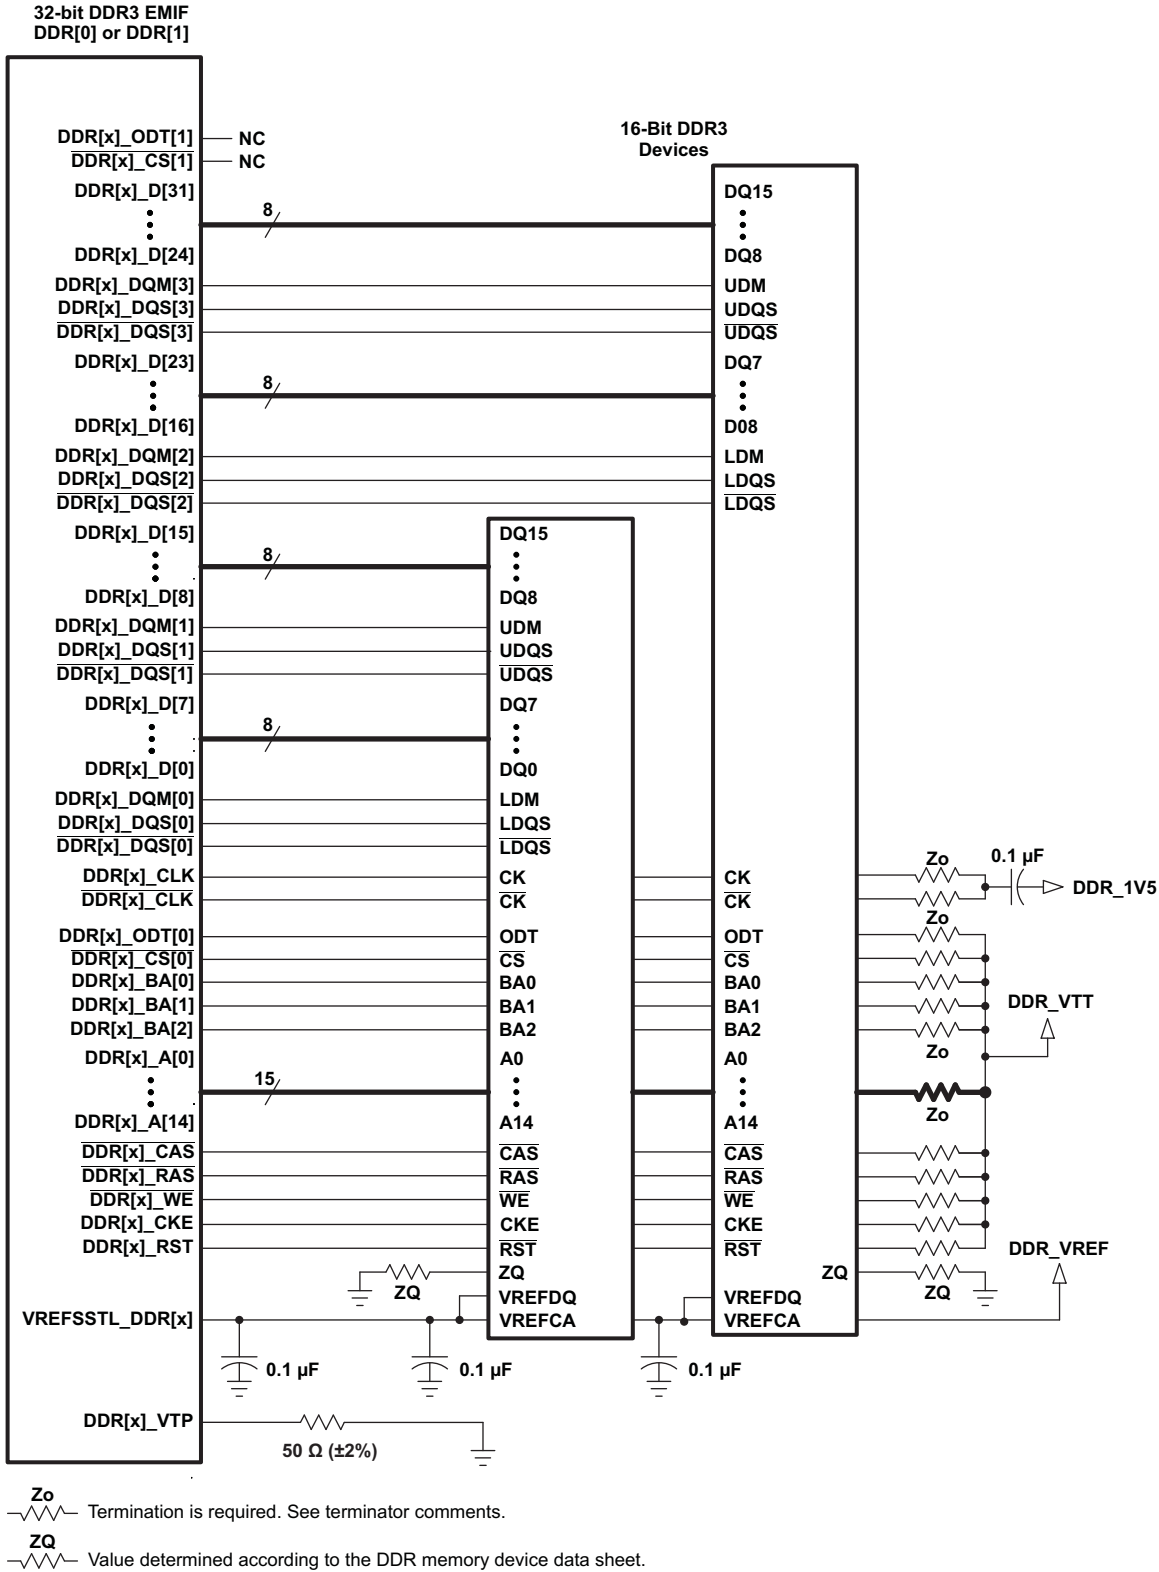 32-bit DDR3 EMIF
DDR[0] or DDR[1]
16-Bit DDR3
Devices
DDR[x]_ODT[1] NC
DDR[x]_CS[1] NC
DDR[x]_D[31] 8 DQ15
DDR[x]_D[24] DQ8
DDR[x]_DQM[3] UDM
DDR[x]_DQS[3] UDQS
DDR[x]_DQS[3] UDQS
DDR[x]_D[23] 8 DQ7
DDR[x]_D[16] D08
DDR[x]_DQM[2] LDM
DDR[x]_DQS[2] LDQS
DDR[x]_DQS[2] LDQS
DDR[x]_D[15] 8 DQ15
DDR[x]_D[8] DQ8
DDR[x]_DQM[1] UDM
DDR[x]_DQS[1] UDQS
DDR[x]_DQS[1] UDQS
DDR[x]_D[7] 8 DQ7
DDR[x]_D[0] DQ0
DDR[x]_DQM[0] LDM
DDR[x]_DQS[0] LDQS
DDR[x]_DQS[0] LDQS
Zo 0.1 µF
DDR[x]_CLK CK CK DDR_1V5
DDR[x]_CLK CK CK
Zo
DDR[x]_ODT[0] ODT ODT
DDR[x]_CS[0] CS CS
DDR[x]_BA[0] BA0 BA0
DDR[x]_BA[1] BA1 BA1 DDR_VTT
DDR[x]_BA[2] BA2 BA2
Zo
DDR[x]_A[0] 15 A0 A0
Zo
DDR[x]_A[14] A14 A14
DDR[x]_CAS CAS CAS
DDR[x]_RAS RAS RAS
DDR[x]_WE WE WE
DDR[x]_CKE CKE CKE
DDR[x]_RST RST RST DDR_VREF
ZQ ZQ ZQ ZQ
VREFDQ VREFDQ
VREFSSTL_DDR[x] VREFCA VREFCA
0.1 µF 0.1 µF 0.1 µF
DDR[x]_VTP
50 Ω (±2%)
Zo
Termination is required. See terminator comments.
ZQ
Value determined according to the DDR memory device data sheet.